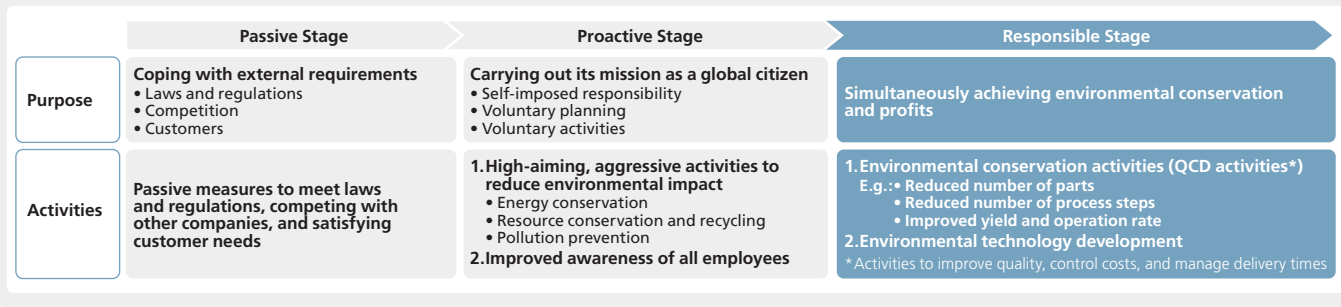 Passive Stage
Proactive Stage
Responsible Stage
Purpose
Coping with external requirements
• Laws and regulations
• Competition
• Customers
Carrying out its mission as a global citizen
• Self-imposed responsibility
• Voluntary planning
• Voluntary activities
Simultaneously achieving environmental conservation
and profits
Activities
Passive measures to meet laws
and regulations, competing with
other companies, and satisfying
customer needs
1.High-aiming, aggressive activities to
reduce environmental impact
• Energy conservation
• Resource conservation and recycling
• Pollution prevention
2.Improved awareness of all employees
1.Environmental conservation activities (QCD activities*)
E.g.:• Reduced number of parts
• Reduced number of process steps
• Improved yield and operation rate
2.Environmental technology development
*Activities to improve quality, control costs, and manage delivery times